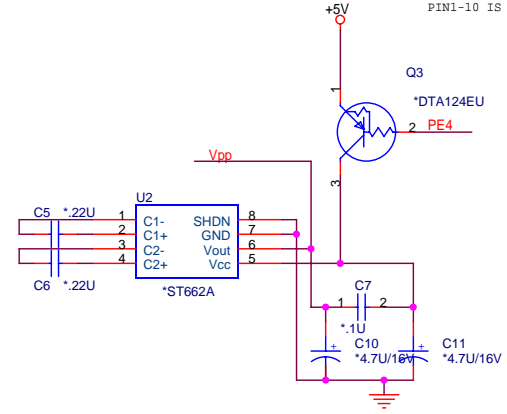 +5V
PIN1-10 IS
Q3
*DTA124EU
1
2
PE4
3
Vpp
U2
C5
*.22U
1
C1-
SHDN
8
2
C1+
GND
7
3
C2-
Vout
6
4
C2+
Vcc
5
C6
*.22U
*ST662A
C7
1
2
*.1U
+
C10
*4.7U/16V
+
C11
*4.7U/16V